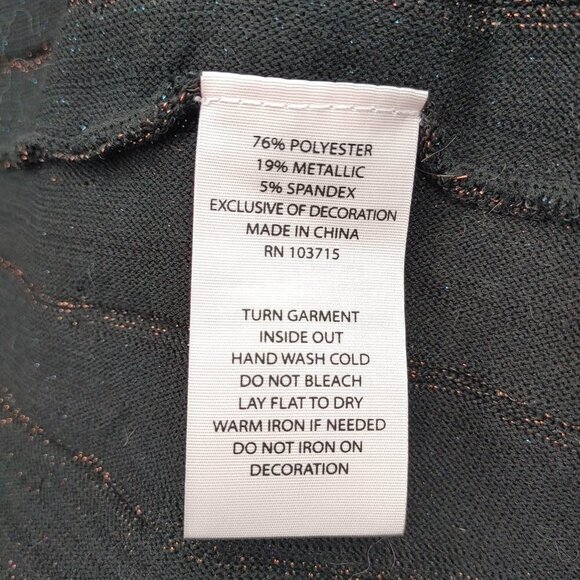 76% POLYESTER
19% METALLIC
5% SPANDEX
EXCLUSIVE OF DECORATION
MADE IN CHINA
RN 103715
TURN GARMENT
INSIDE OUT
HAND WASH COLD
DO NOT BLEACH
LAY FLAT TO DRY
WARM IRON IF NEEDED
DO NOT IRON ON
DECORATION